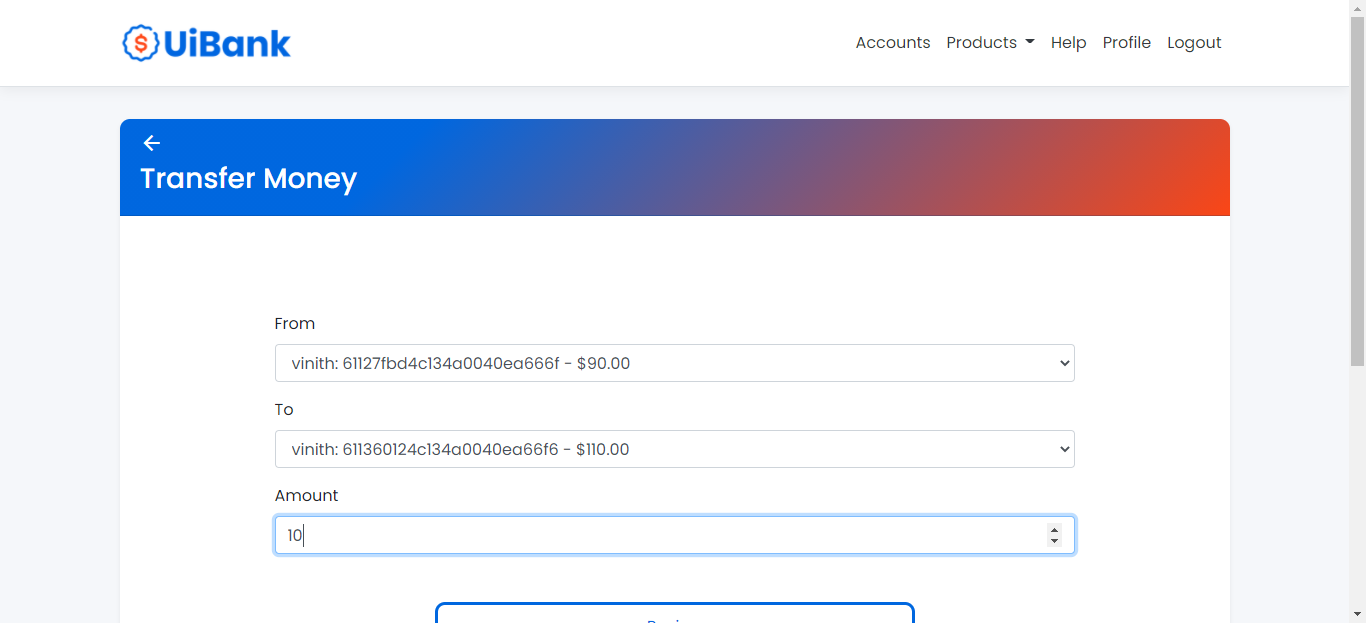 $ UiBank
Accounts Products Help Profile Logout
Transfer Money
From
vinith: 61127fbd4c134a0040ea666f - $90.00
To
vinith: 611360124c134a0040ea66f6 - $110.00
Amount
10